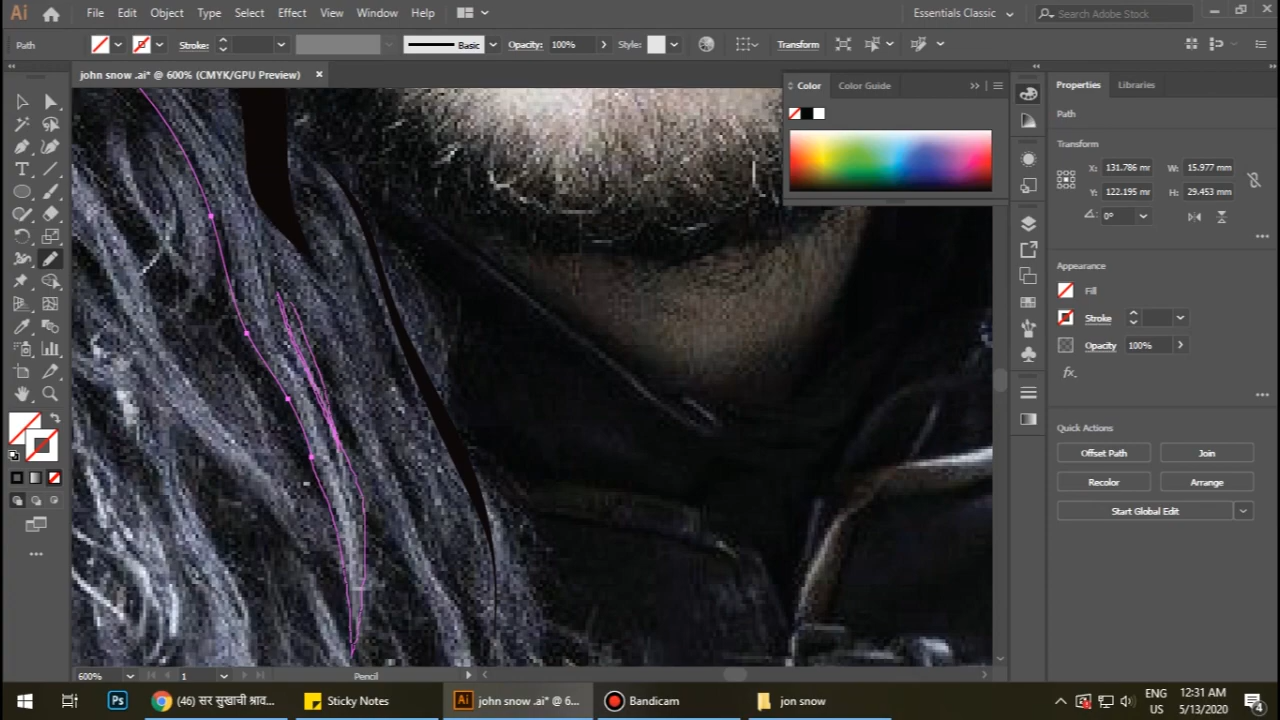 Ai File Edit Object Type Select Effect View Window Help Essentials Classic Search Adobe Stock
Path Stroke: Basic Opacity: 100% Style: Transform
john snow .ai* @ 600% (CMYK/GPU Preview) ×
Color Color Guide
Properties Libraries
Path
Transform
X: 131.786 mm W: 15.977 mm
Y: 122.195 mm H: 29.453 mm
0°
Appearance
Fill
Stroke
Opacity 100%
fx.
Quick Actions
Offset Path Join
Recolor Arrange
Start Global Edit
600% 1 Pencil
Ps (46) सर सुखाची श्राव... Sticky Notes Ai john snow .ai* @ 6... Bandicam jon snow
ENG US 12:31 AM 5/13/2020 4